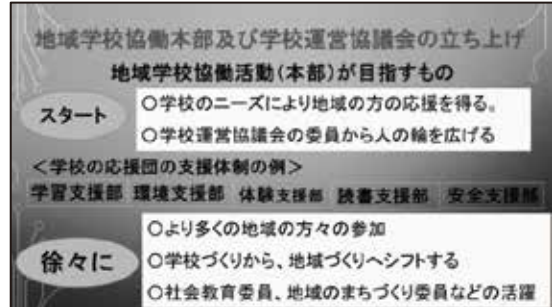 地域学校協働本部及び学校運営協議会の立ち上げ
地域学校協働活動(本部)が目指すもの
スタート
○学校のニーズにより地域の方の応援を得る。
○学校運営協議会の委員から人の輪を広げる
＜学校の応援団の支援体制の例＞
学習支援部 環境支援部 体験支援部 読書支援部 安全支援部
徐々に
○より多くの地域の方々の参加
○学校づくりから、地域づくりへシフトする
○社会教育委員、地域のまちづくり委員などの活躍